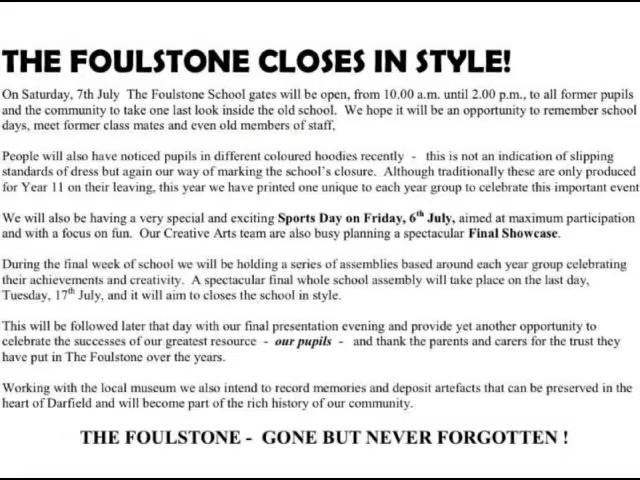 THE FOULSTONE CLOSES IN STYLE!
On Saturday, 7th July The Foulstone School gates will be open, from 10.00 a.m. until 2.00 p.m., to all former pupils
and the community to take one last look inside the old school. We hope it will be an opportunity to remember school
days, meet former class mates and even old members of staff,
People will also have noticed pupils in different coloured hoodies recently - this is not an indication of slipping
standards of dress but again our way of marking the school's closure. Although traditionally these are only produced
for Year 11 on their leaving, this year we have printed one unique to each year group to celebrate this important event
We will also be having a very special and exciting Sports Day on Friday, 6th July, aimed at maximum participation
and with a focus on fun. Our Creative Arts team are also busy planning a spectacular Final Showcase.
During the final week of school we will be holding a series of assemblies based around each year group celebrating
their achievements and creativity. A spectacular final whole school assembly will take place on the last day,
Tuesday, 17th July, and it will aim to closes the school in style.
This will be followed later that day with our final presentation evening and provide yet another opportunity to
celebrate the successes of our greatest resource - our pupils - and thank the parents and carers for the trust they
have put in The Foulstone over the years.
Working with the local museum we also intend to record memories and deposit artefacts that can be preserved in the
heart of Darfield and will become part of the rich history of our community.
THE FOULSTONE - GONE BUT NEVER FORGOTTEN !